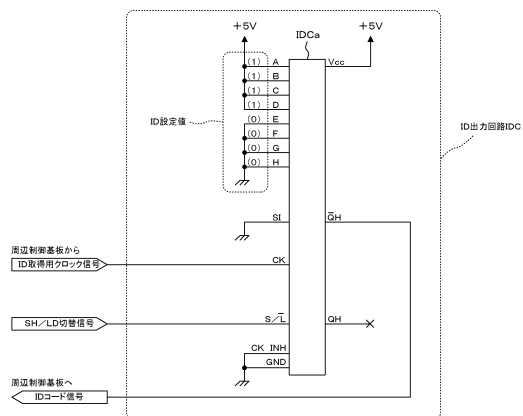 +5V
IDCa
+5V
(1) A
(1) B
(1) C
(1) D
(0) E
(0) F
(0) G
(0) H
Vcc
ID設定値
ID出力回路IDC
SI
Q̅H
周辺制御基板から
ID取得用クロック信号
CK
SH/LD切替信号
S/L̅
QH
CK INH
GND
周辺制御基板へ
IDコード信号